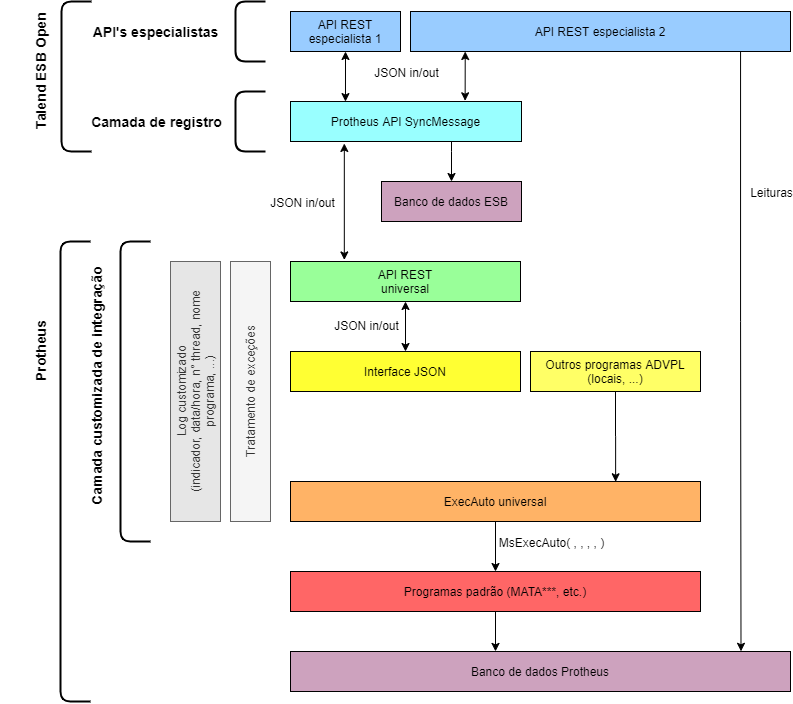 Talend ESB Open
API's especialistas
API REST
especialista 1
API REST especialista 2
JSON in/out
Camada de registro
Protheus API SyncMessage
JSON in/out
Banco de dados ESB
Leituras
Protheus
Camada customizada de integração
Log customizado
(indicador, data/hora, n° thread, nome
programa, ...)
Tratamento de exceções
API REST
universal
JSON in/out
Interface JSON
Outros programas ADVPL
(locais, ...)
ExecAuto universal
MsExecAuto( , , , , )
Programas padrão (MATA***, etc.)
Banco de dados Protheus